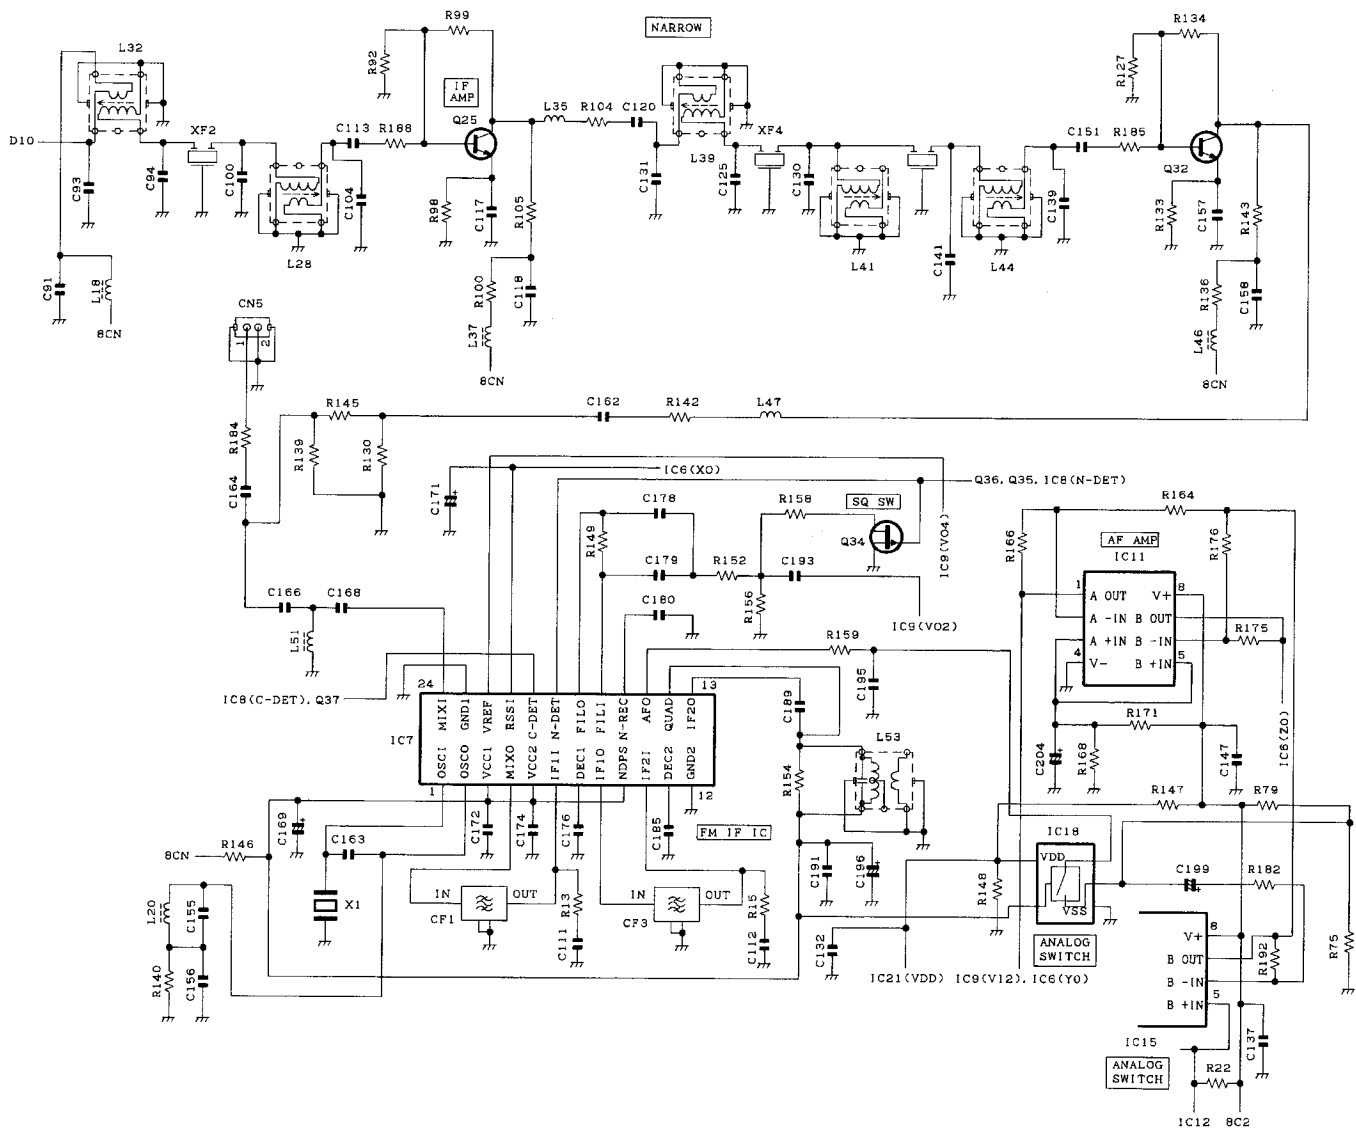 R99
R134
L32
NARROW
R92
R127
IF
AMP
XF2
C113
R188
Q25
L35
R104
C120
XF4
C151
R185
D10
L39
Q32
C93
C94
C100
C104
R98
C117
R105
C131
C125
C130
C139
R133
C157
R143
L28
L41
C141
L44
C91
L18
R100
C118
R136
C158
8CN
CN5
L37
L46
1
2
8CN
8CN
R145
C162
R142
L47
R184
R139
R130
C164
C171
IC6(X0)
Q36, Q35, IC8(N-DET)
C178
R158
SQ SW
R164
R149
Q34
IC9(V04)
R166
AF AMP
R176
IC11
C179
R152
C193
1
A OUT
V+
8
C166
C168
C180
R156
A -IN
B OUT
IC9(V02)
A +IN
B -IN
R175
L51
R159
4
V-
B +IN
5
IC8(C-DET), Q37
24
13
C195
MIXI
GND1
VREF
RSSI
C-DET
N-DET
FILO
FILI
N-REC
AFO
QUAD
IF2O
C189
R171
IC6(Z0)
IC7
L53
C204
R168
C147
OSCI
OSCO
VCC1
MIXO
VCC2
IF1I
DEC1
IF1O
NDPS
IF2I
DEC2
GND2
R154
1
12
R147
R79
C169
C172
C174
C176
C185
FM IF IC
IC18
8CN
R146
C163
C191
C196
VDD
C199
R182
R148
L20
C155
X1
IN
OUT
CF1
R13
IN
OUT
CF3
R15
VSS
R140
C156
C111
C112
C132
ANALOG
SWITCH
8
V+
R192
R75
B OUT
IC21(VDD)
IC9(V12), IC6(Y0)
B -IN
B +IN
5
IC15
C137
ANALOG
SWITCH
R22
IC12
8C2